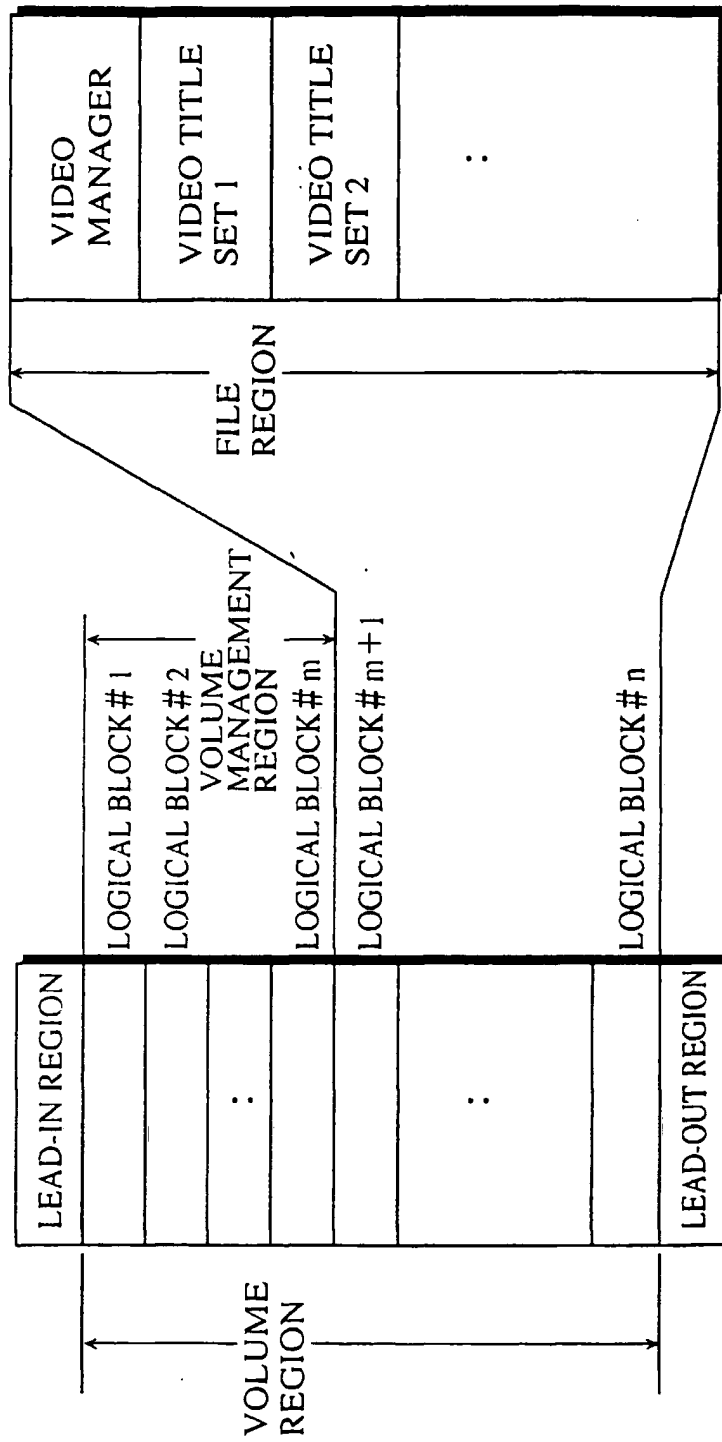 VOLUME
REGION
LEAD-IN REGION
:
:
LEAD-OUT REGION
LOGICAL BLOCK# 1
LOGICAL BLOCK# 2
VOLUME
MANAGEMENT
REGION
LOGICAL BLOCK# m
LOGICAL BLOCK# m+1
LOGICAL BLOCK# n
FILE
REGION
VIDEO
MANAGER
VIDEO TITLE
SET 1
VIDEO TITLE
SET 2
: